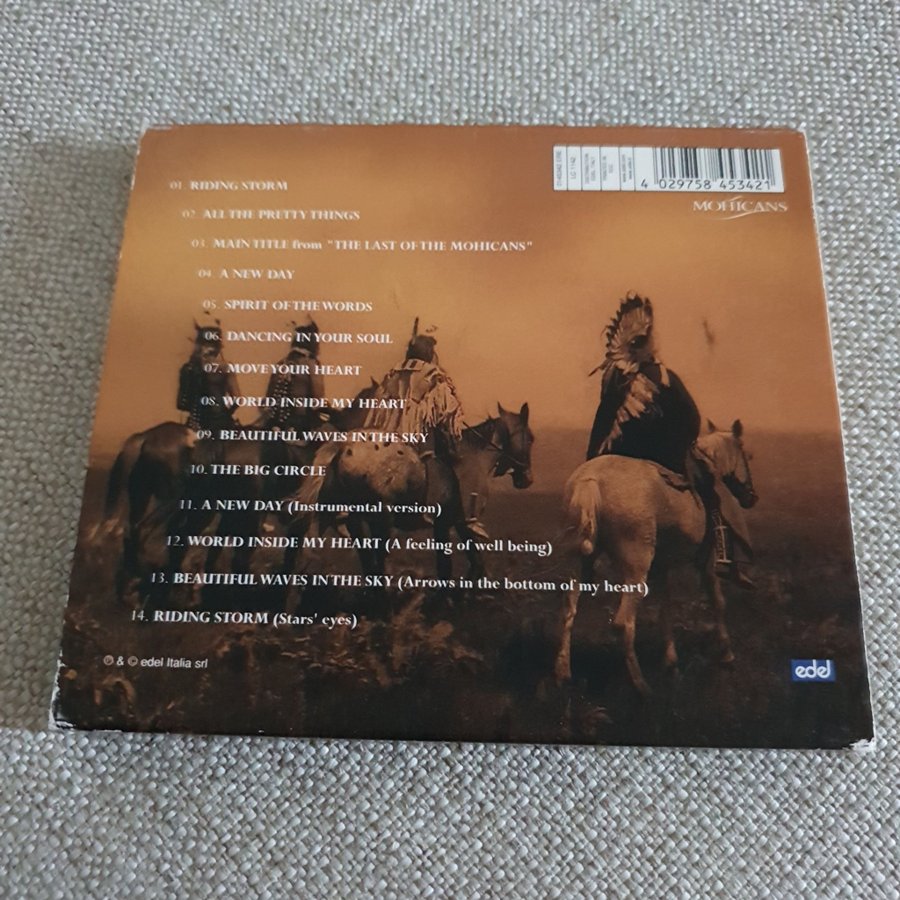 4 029758 453421
MOHICANS
01. RIDING STORM
02. ALL THE PRETTY THINGS
03. MAIN TITLE from "THE LAST OF THE MOHICANS"
04. A NEW DAY
05. SPIRIT OF THE WORDS
06. DANCING IN YOUR SOUL
07. MOVE YOUR HEART
08. WORLD INSIDE MY HEART
09. BEAUTIFUL WAVES IN THE SKY
10. THE BIG CIRCLE
11. A NEW DAY (Instrumental version)
12. WORLD INSIDE MY HEART (A feeling of well being)
13. BEAUTIFUL WAVES IN THE SKY (Arrows in the bottom of my heart)
14. RIDING STORM (Stars' eyes)
℗ & © edel Italia srl
edel